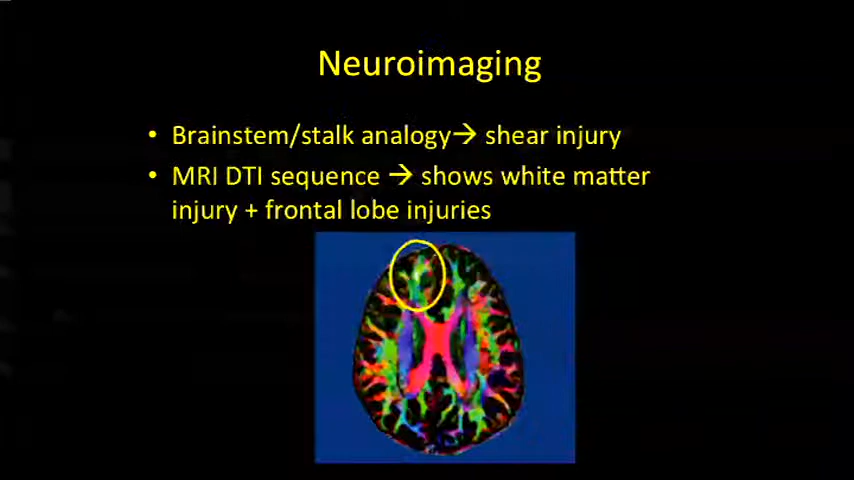 Neuroimaging
• Brainstem/stalk analogy→ shear injury
• MRI DTI sequence → shows white matter
injury + frontal lobe injuries